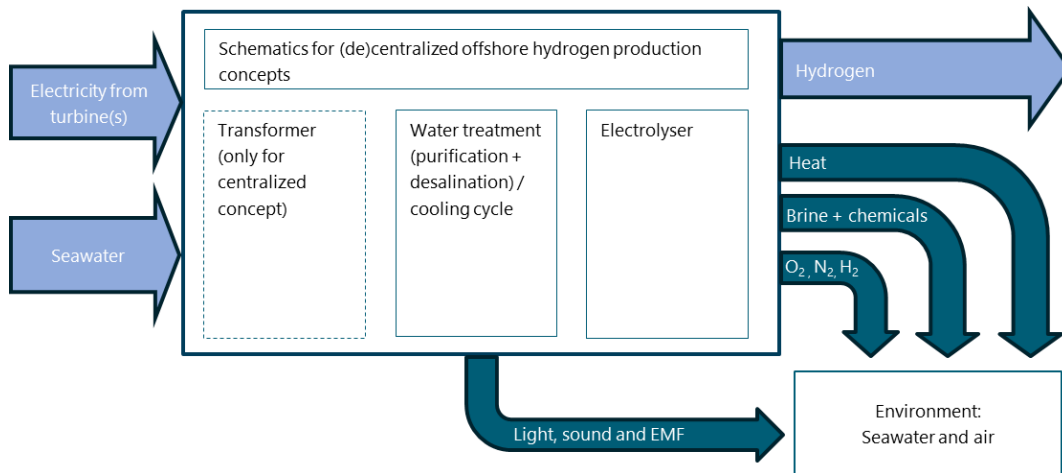 Schematics for (de)centralized offshore hydrogen production
concepts
Electricity from
turbine(s)
Seawater
Transformer
(only for
centralized
concept)
Water treatment
(purification +
desalination) /
cooling cycle
Electrolyser
Hydrogen
Heat
Brine + chemicals
O₂, N₂, H₂
Light, sound and EMF
Environment:
Seawater and air